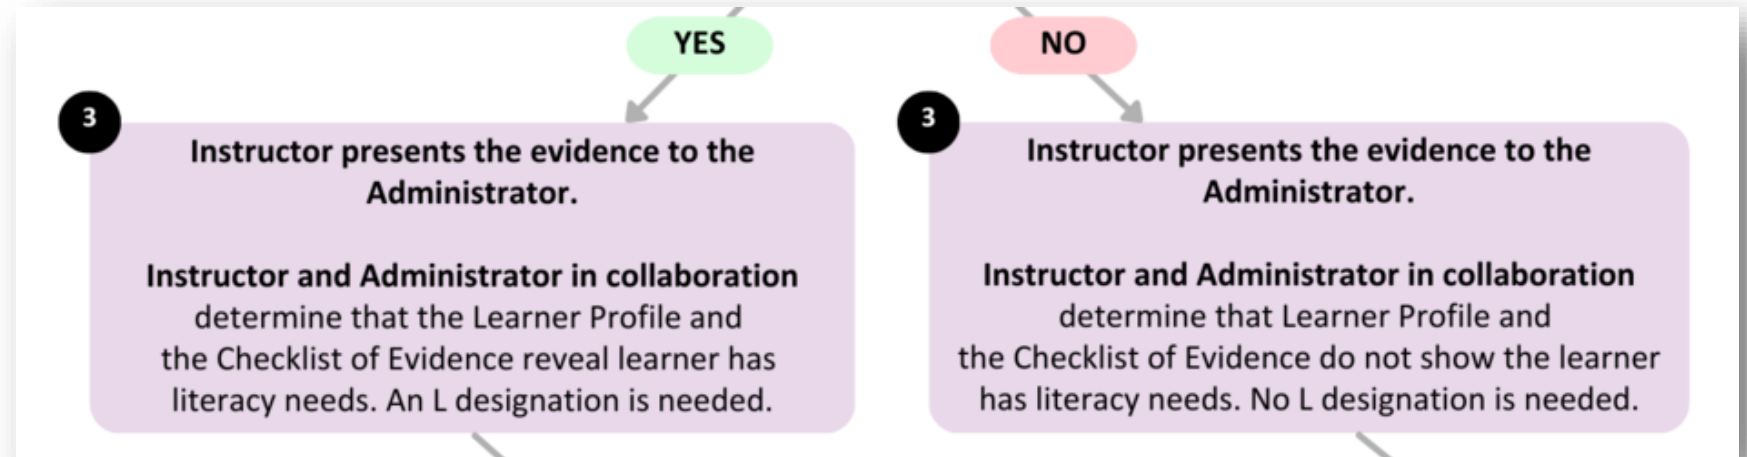 YES
3
Instructor presents the evidence to the
Administrator.
Instructor and Administrator in collaboration
determine that the Learner Profile and
the Checklist of Evidence reveal learner has
literacy needs. An L designation is needed.
NO
3
Instructor presents the evidence to the
Administrator.
Instructor and Administrator in collaboration
determine that Learner Profile and
the Checklist of Evidence do not show the learner
has literacy needs. No L designation is needed.